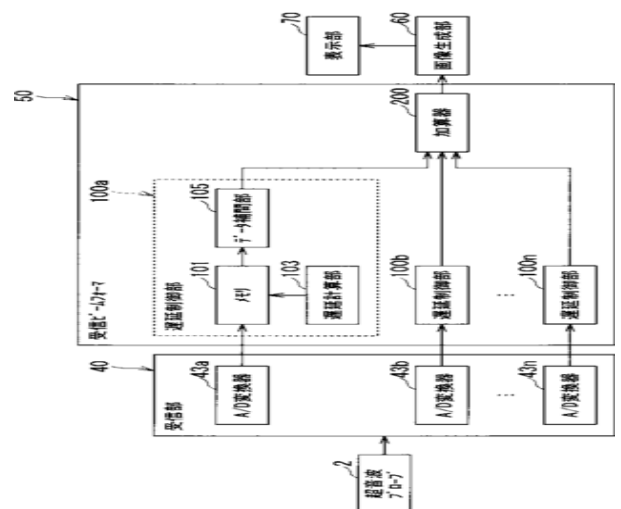 50
受信ビームフォーマ
100a
遅延制御部
101
メモリ
105
データ補間部
103
遅延計算部
100b
遅延制御部
…
100n
遅延制御部
200
加算器
60
画像生成部
70
表示部
40
受信部
43a
A/D変換器
43b
A/D変換器
…
43n
A/D変換器
2
超音波
プローブ